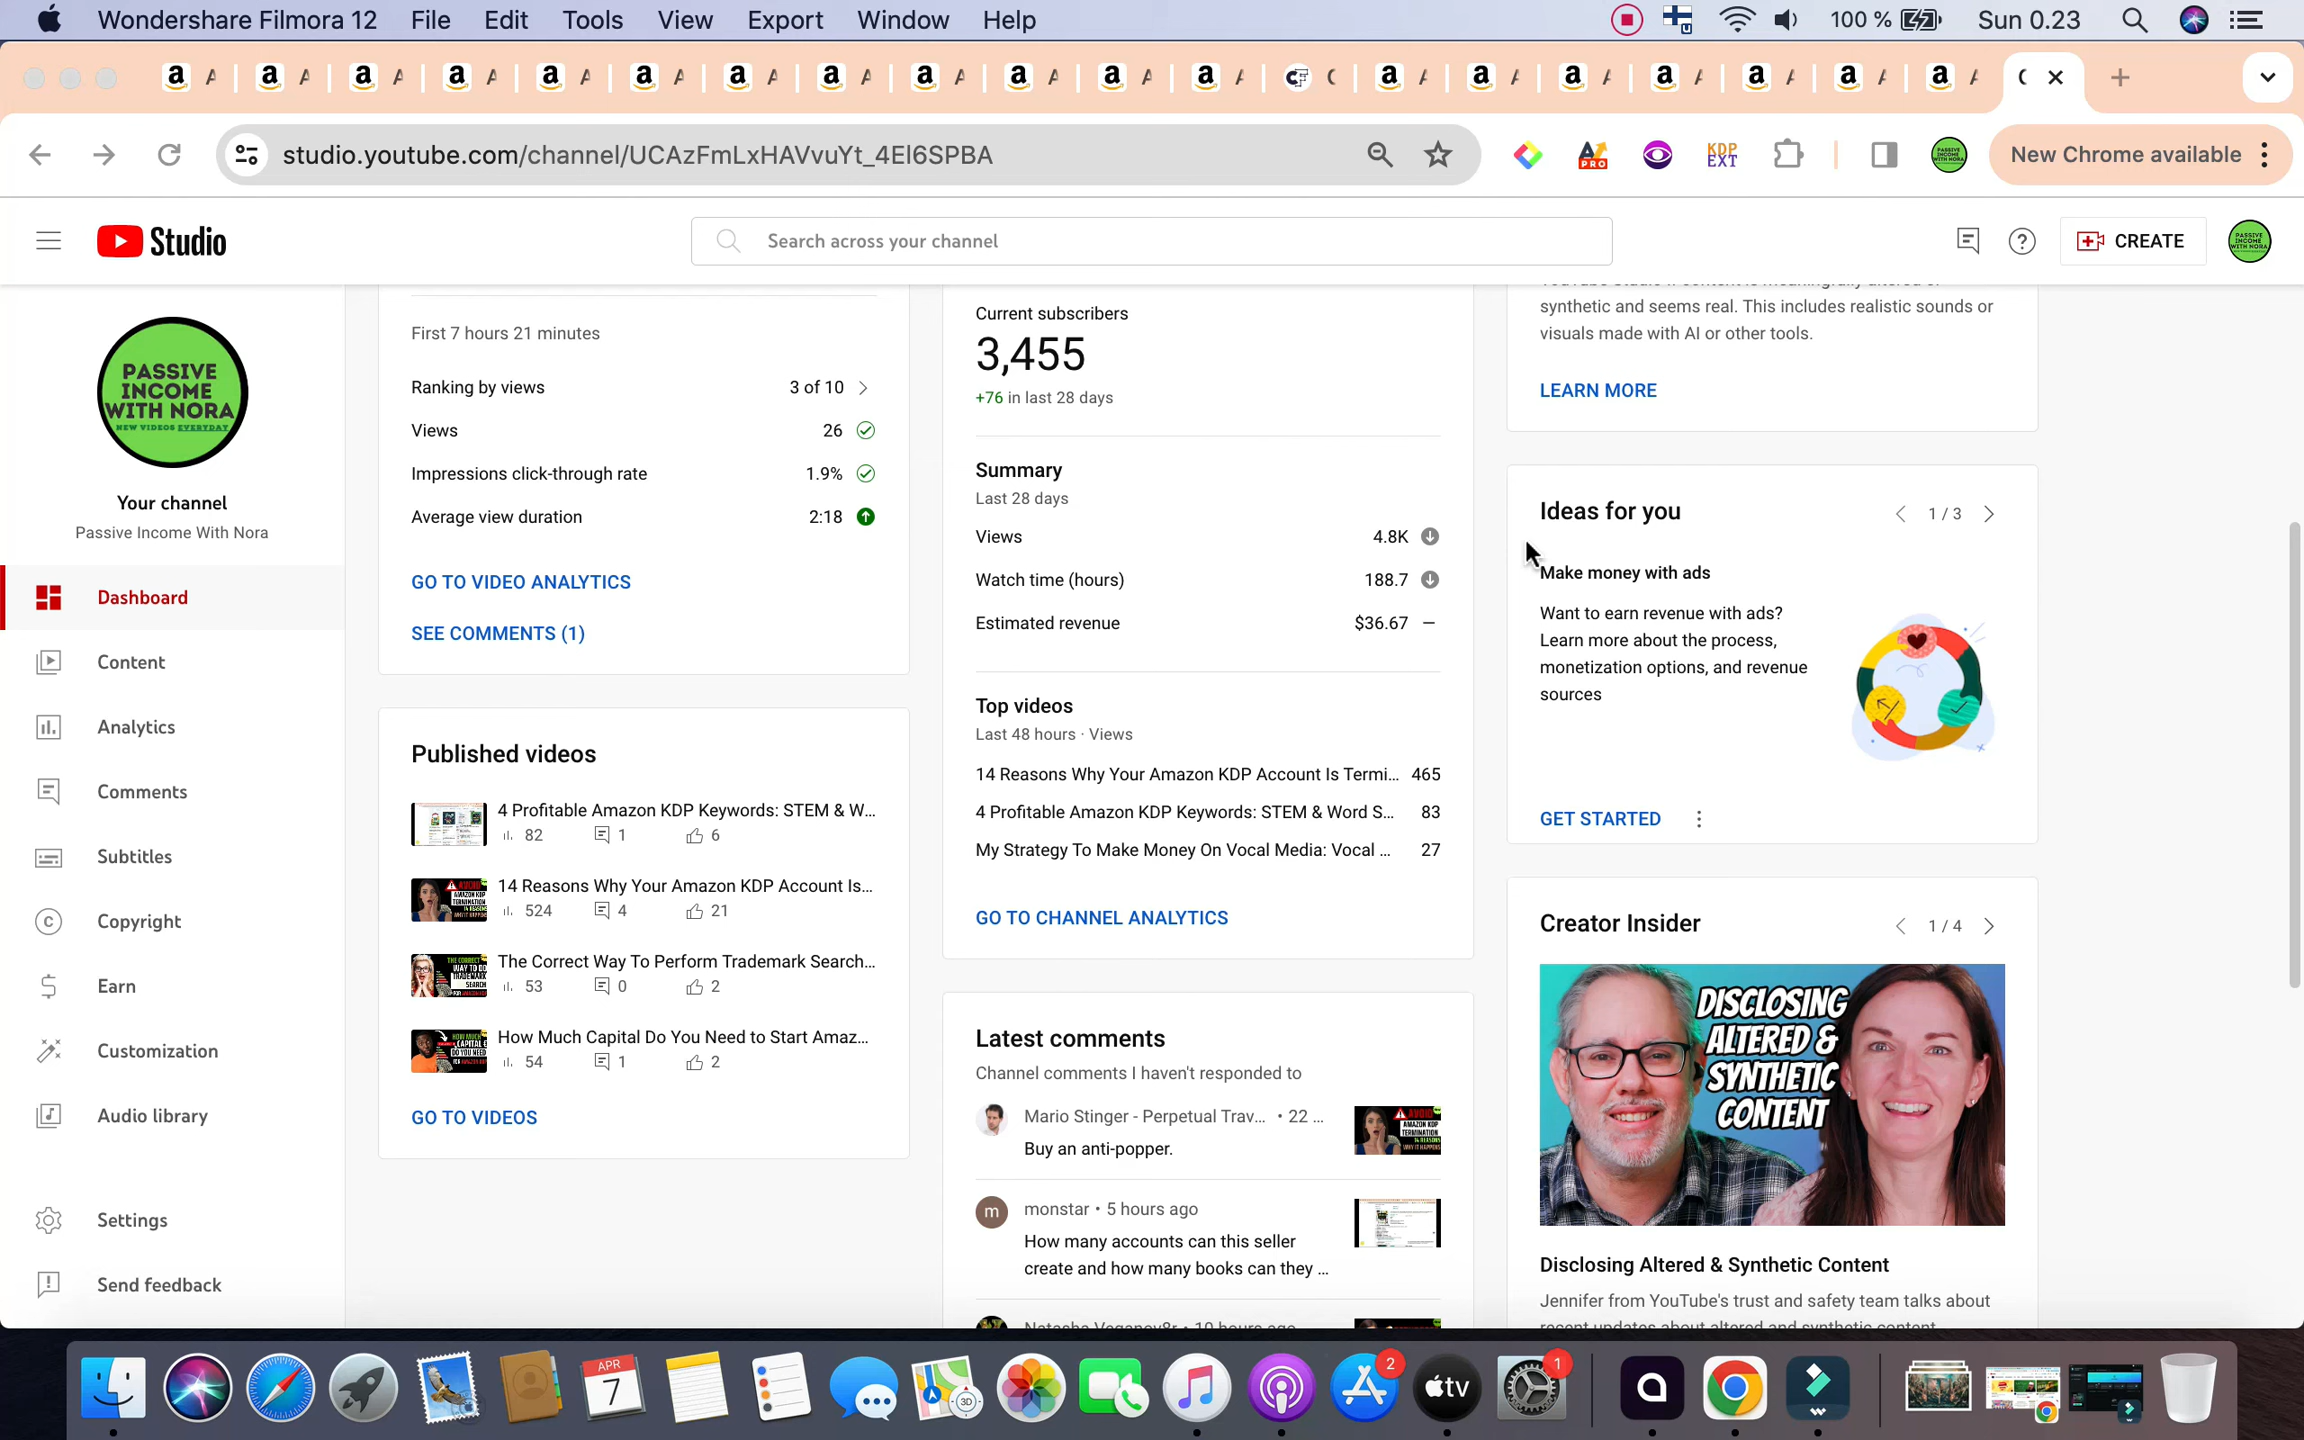 Wondershare Filmora 12 File Edit Tools View Export Window Help 100 % Sun 0.23
studio.youtube.com/channel/UCAzFmLxHAVvuYt_4El6SPBA
KDP
EXT
New Chrome available
Studio
Search across your channel
CREATE
PASSIVE
INCOME
WITH NORA
NEW VIDEOS EVERYDAY
Your channel
Passive Income With Nora
Dashboard
Content
Analytics
Comments
Subtitles
Copyright
Earn
Customization
Audio library
Settings
Send feedback
First 7 hours 21 minutes
Ranking by views 3 of 10
Views 26
Impressions click-through rate 1.9%
Average view duration 2:18
GO TO VIDEO ANALYTICS
SEE COMMENTS (1)
Published videos
4 Profitable Amazon KDP Keywords: STEM & W...
82 1 6
14 Reasons Why Your Amazon KDP Account Is...
524 4 21
The Correct Way To Perform Trademark Search...
53 0 2
How Much Capital Do You Need to Start Amaz...
54 1 2
GO TO VIDEOS
Current subscribers
3,455
+76 in last 28 days
Summary
Last 28 days
Views 4.8K
Watch time (hours) 188.7
Estimated revenue $36.67
Top videos
Last 48 hours · Views
14 Reasons Why Your Amazon KDP Account Is Termi... 465
4 Profitable Amazon KDP Keywords: STEM & Word S... 83
My Strategy To Make Money On Vocal Media: Vocal ... 27
GO TO CHANNEL ANALYTICS
Latest comments
Channel comments I haven't responded to
Mario Stinger - Perpetual Trav... • 22 ...
Buy an anti-popper.
monstar • 5 hours ago
How many accounts can this seller
create and how many books can they ...
synthetic and seems real. This includes realistic sounds or
visuals made with AI or other tools.
LEARN MORE
Ideas for you 1 / 3
Make money with ads
Want to earn revenue with ads?
Learn more about the process,
monetization options, and revenue
sources
GET STARTED
Creator Insider 1 / 4
DISCLOSING
ALTERED &
SYNTHETIC
CONTENT
Disclosing Altered & Synthetic Content
Jennifer from YouTube's trust and safety team talks about
APR
7
3D
2
tv
1